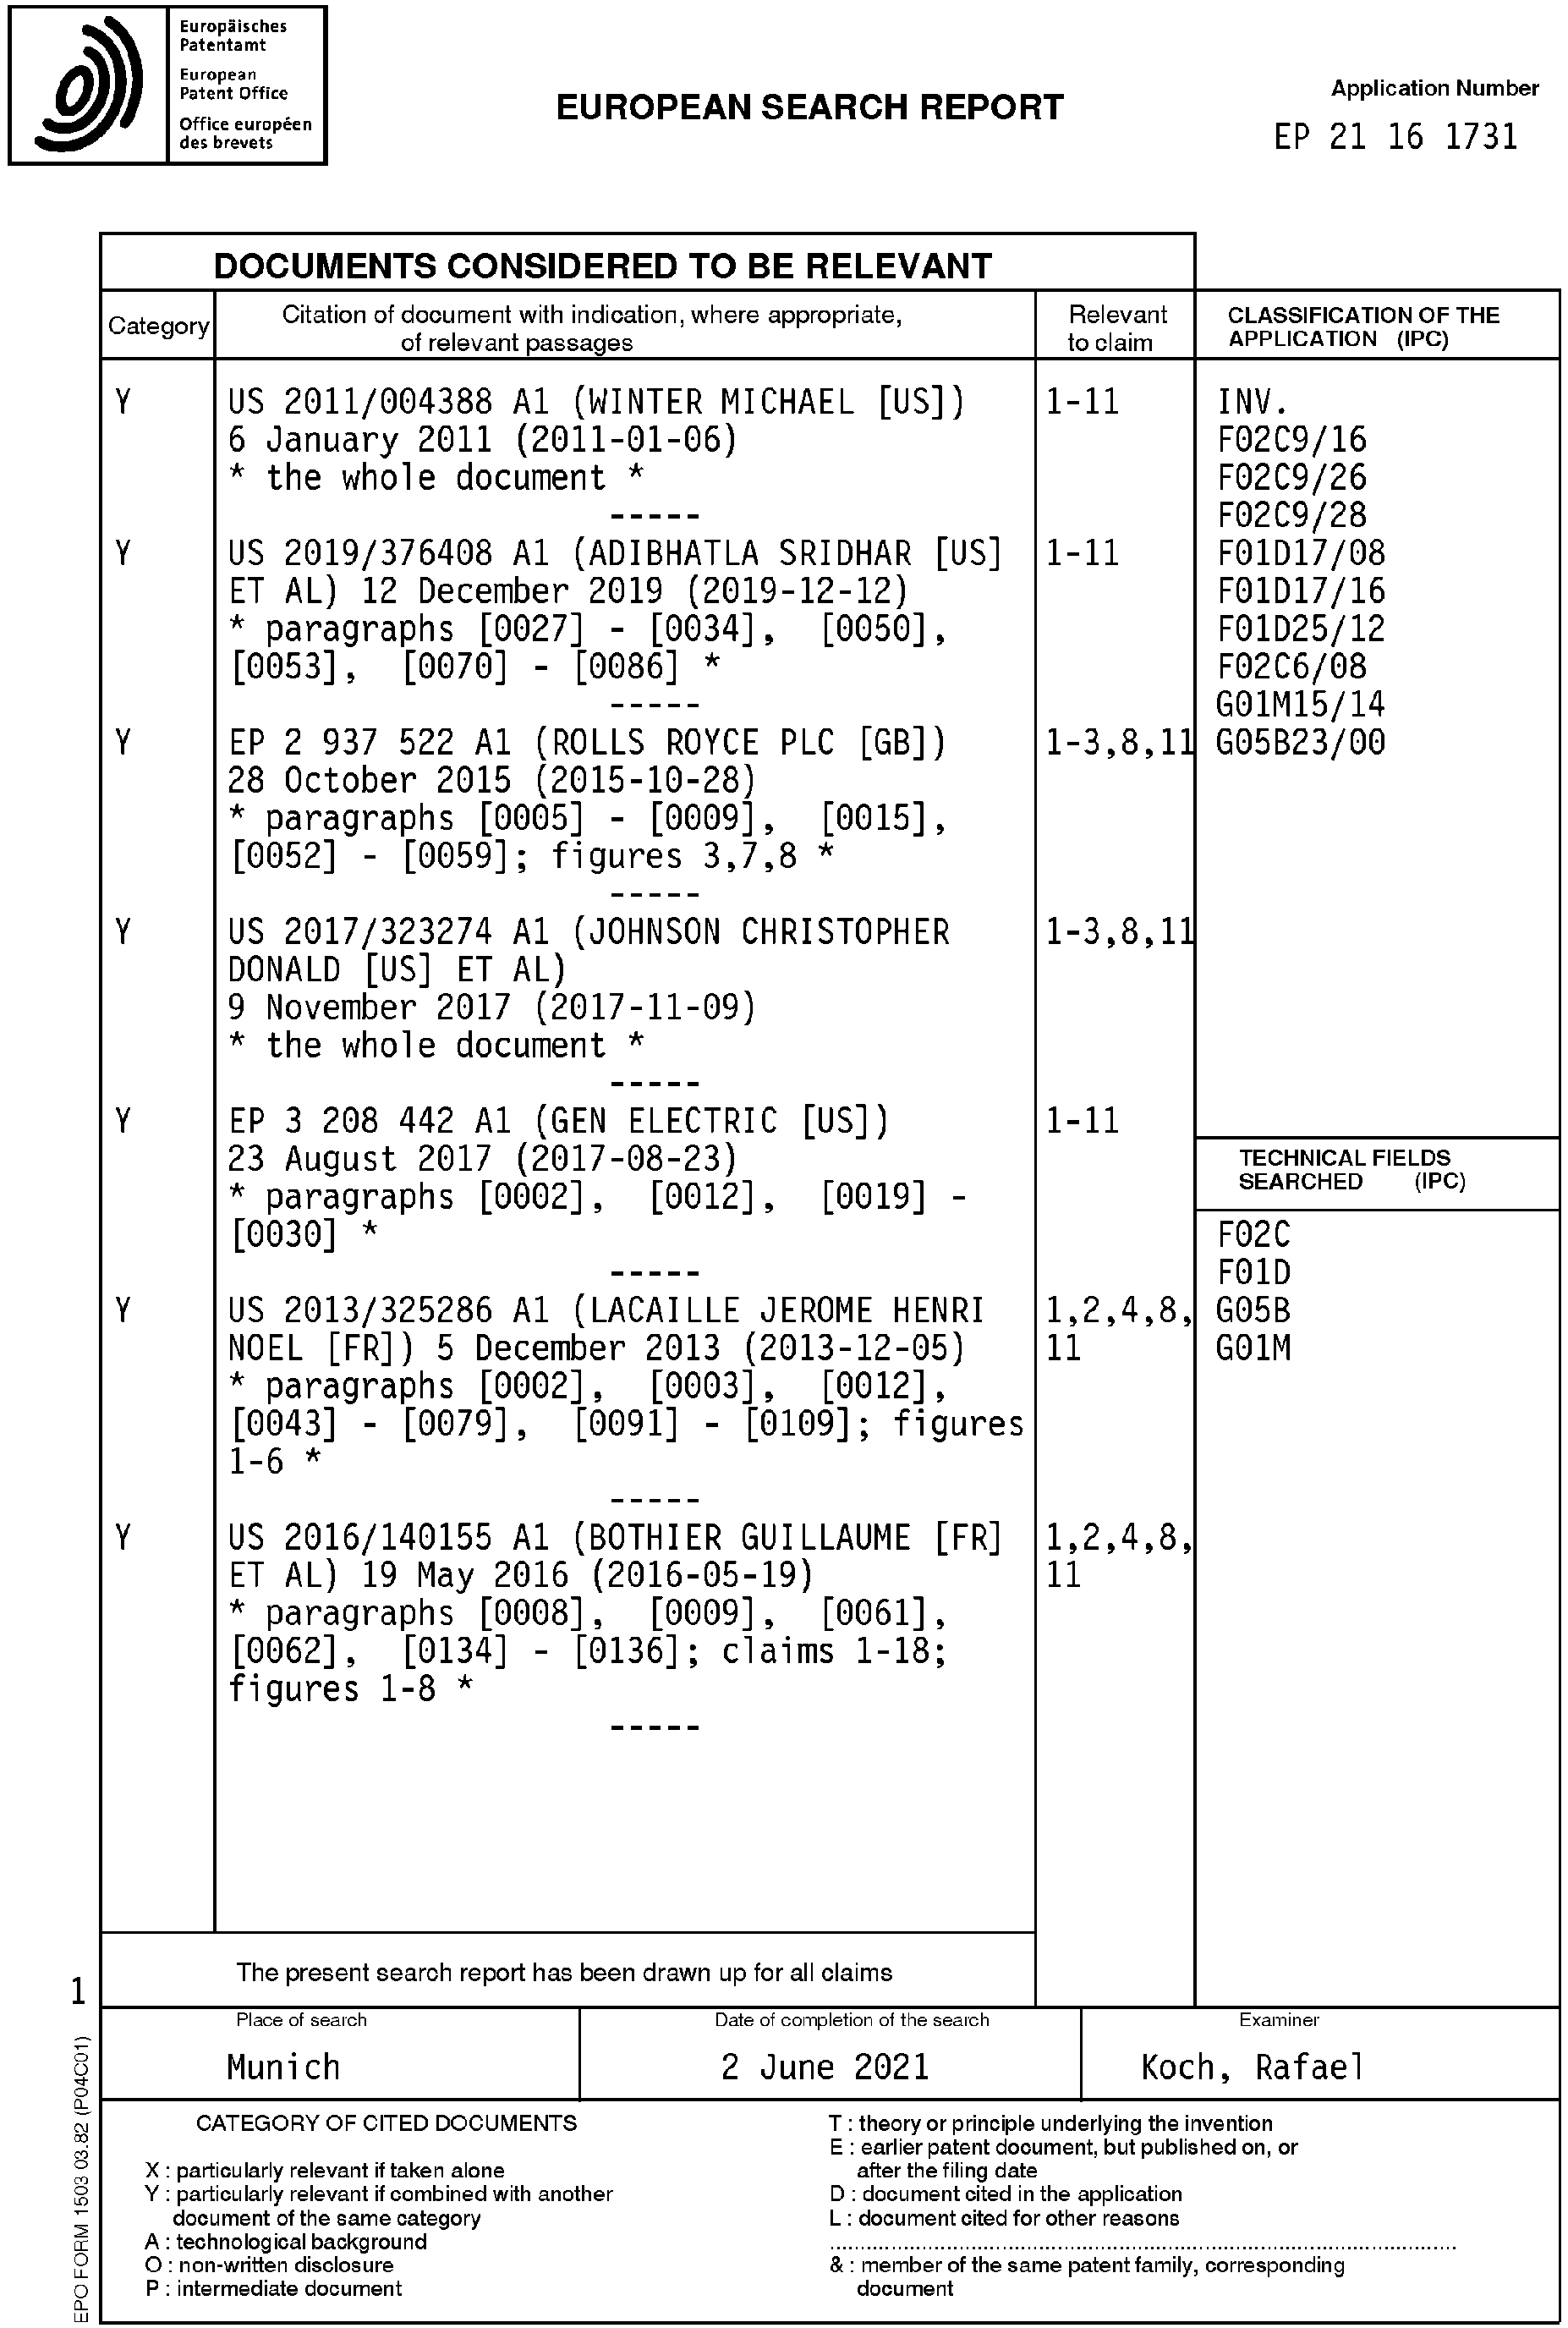 Europäisches
Patentamt
European
Patent Office
Office européen
des brevets
EUROPEAN SEARCH REPORT
Application Number
EP 21 16 1731
DOCUMENTS CONSIDERED TO BE RELEVANT
Category
Citation of document with indication, where appropriate,
of relevant passages
Relevant
to claim
CLASSIFICATION OF THE
APPLICATION (IPC)
Y
US 2011/004388 A1 (WINTER MICHAEL [US])
6 January 2011 (2011-01-06)
* the whole document *
-----
1-11
Y
US 2019/376408 A1 (ADIBHATLA SRIDHAR [US]
ET AL) 12 December 2019 (2019-12-12)
* paragraphs [0027] - [0034], [0050],
[0053], [0070] - [0086] *
-----
1-11
Y
EP 2 937 522 A1 (ROLLS ROYCE PLC [GB])
28 October 2015 (2015-10-28)
* paragraphs [0005] - [0009], [0015],
[0052] - [0059]; figures 3,7,8 *
-----
1-3,8,11
Y
US 2017/323274 A1 (JOHNSON CHRISTOPHER
DONALD [US] ET AL)
9 November 2017 (2017-11-09)
* the whole document *
-----
1-3,8,11
Y
EP 3 208 442 A1 (GEN ELECTRIC [US])
23 August 2017 (2017-08-23)
* paragraphs [0002], [0012], [0019] -
[0030] *
-----
1-11
Y
US 2013/325286 A1 (LACAILLE JEROME HENRI
NOEL [FR]) 5 December 2013 (2013-12-05)
* paragraphs [0002], [0003], [0012],
[0043] - [0079], [0091] - [0109]; figures
1-6 *
-----
1,2,4,8,
11
Y
US 2016/140155 A1 (BOTHIER GUILLAUME [FR]
ET AL) 19 May 2016 (2016-05-19)
* paragraphs [0008], [0009], [0061],
[0062], [0134] - [0136]; claims 1-18;
figures 1-8 *
-----
1,2,4,8,
11
INV.
F02C9/16
F02C9/26
F02C9/28
F01D17/08
F01D17/16
F01D25/12
F02C6/08
G01M15/14
G05B23/00
TECHNICAL FIELDS
SEARCHED (IPC)
F02C
F01D
G05B
G01M
The present search report has been drawn up for all claims
1
Place of search
Munich
Date of completion of the search
2 June 2021
Examiner
Koch, Rafael
CATEGORY OF CITED DOCUMENTS
X : particularly relevant if taken alone
Y : particularly relevant if combined with another
document of the same category
A : technological background
O : non-written disclosure
P : intermediate document
T : theory or principle underlying the invention
E : earlier patent document, but published on, or
after the filing date
D : document cited in the application
L : document cited for other reasons
& : member of the same patent family, corresponding
document
EPO FORM 1503 03.82 (P04C01)